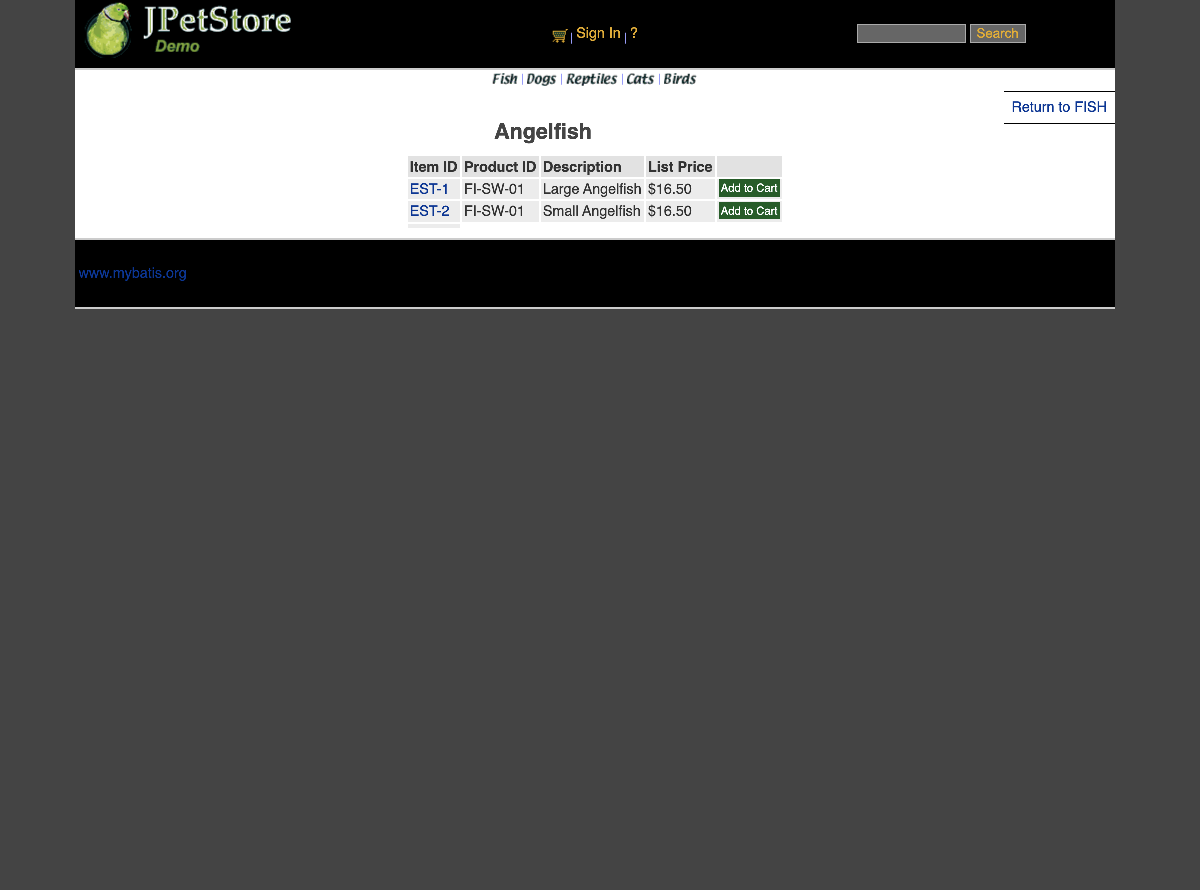 JPetStore
Demo
Sign In ?
Search
Fish Dogs Reptiles Cats Birds
Return to FISH
Angelfish
Item ID Product ID Description List Price
EST-1 FI-SW-01 Large Angelfish $16.50 Add to Cart
EST-2 FI-SW-01 Small Angelfish $16.50 Add to Cart
www.mybatis.org